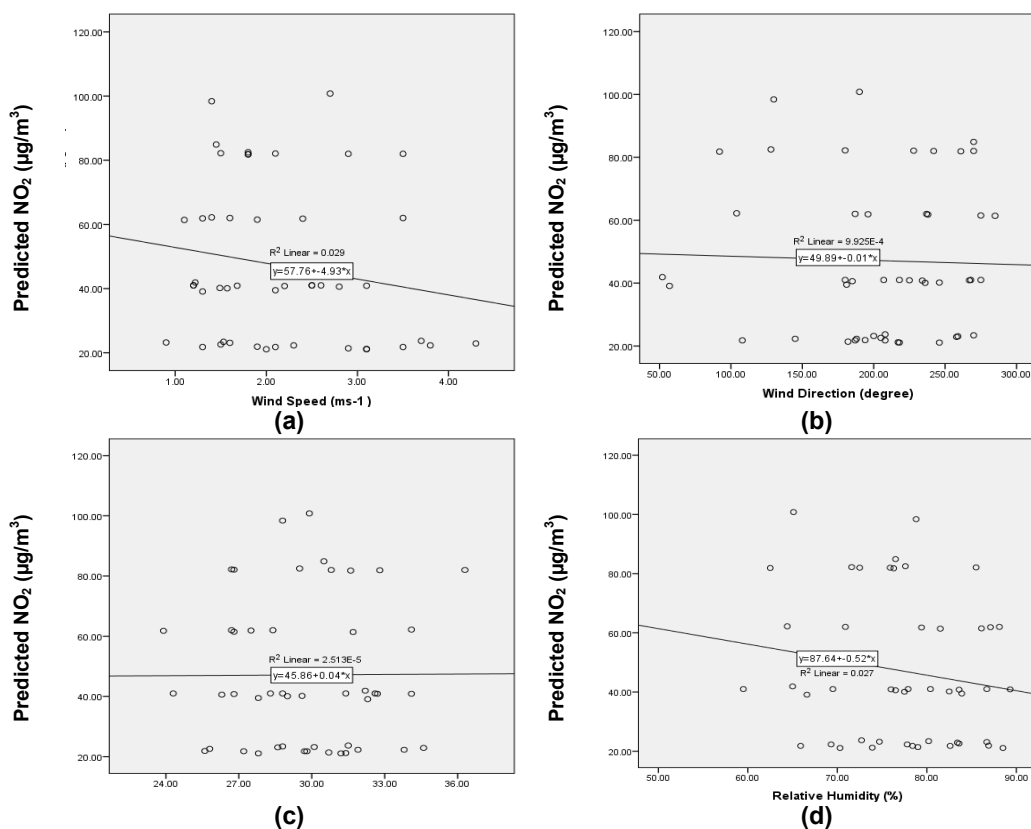 Predicted NO₂ (µg/m³)
120.00
100.00
80.00
60.00
40.00
20.00
R² Linear = 0.029
y=57.76+-4.93*x
1.00 2.00 3.00 4.00
Wind Speed (ms-1 )
(a)
Predicted NO₂ (µg/m³)
120.00
100.00
80.00
60.00
40.00
20.00
R² Linear = 9.925E-4
y=49.89+-0.01*x
50.00 100.00 150.00 200.00 250.00 300.00
Wind Direction (degree)
(b)
Predicted NO₂ (µg/m³)
120.00
100.00
80.00
60.00
40.00
20.00
R² Linear = 2.513E-5
y=45.86+0.04*x
24.00 27.00 30.00 33.00 36.00
(c)
Predicted NO₂ (µg/m³)
120.00
100.00
80.00
60.00
40.00
20.00
y=87.64+-0.52*x
R² Linear = 0.027
50.00 60.00 70.00 80.00 90.00
Relative Humidity (%)
(d)